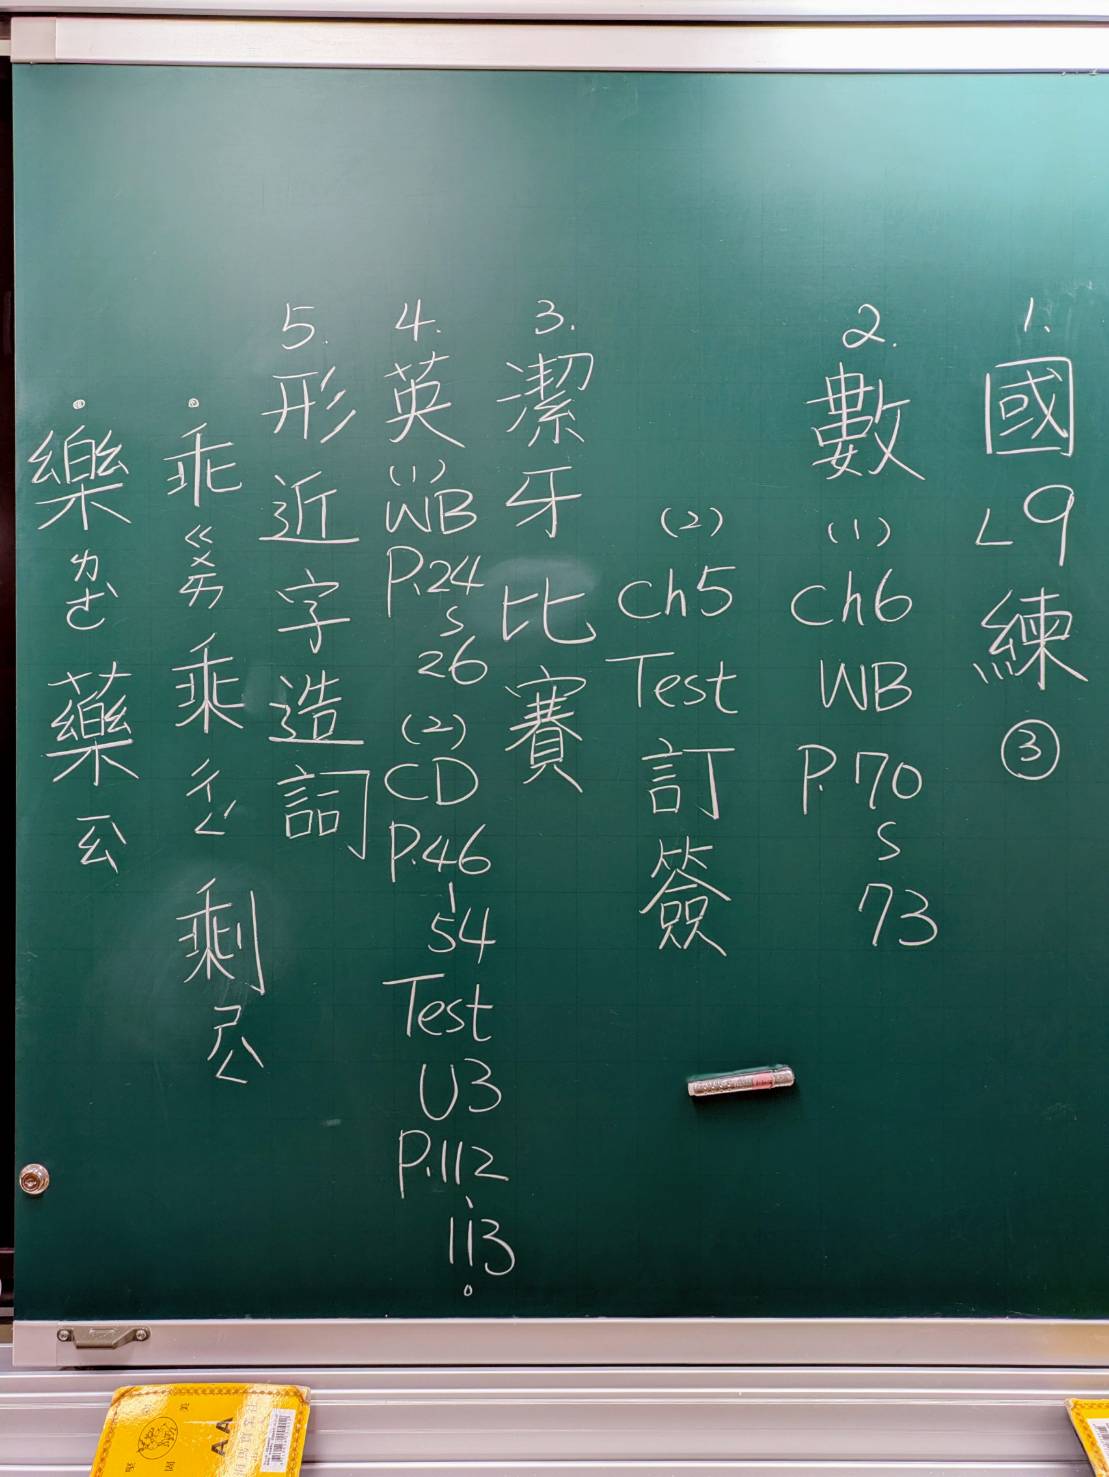 1. 國 L9 練 ③
2. 數 (1) Ch6 WB P.70 S 73
(2) Ch5 Test 訂 簽
3. 潔牙比賽
4. 英 (1) WB P.24 S 26 (2) CD P.46 | 54 Test U3 P.112、113。
5. 形近字造詞
• 乖 ㄍㄨㄞ 乘 ㄔㄥˊ 剩 ㄕㄥˋ
• 樂 ㄌㄜˋ 藥 ㄧㄠˋ
AA